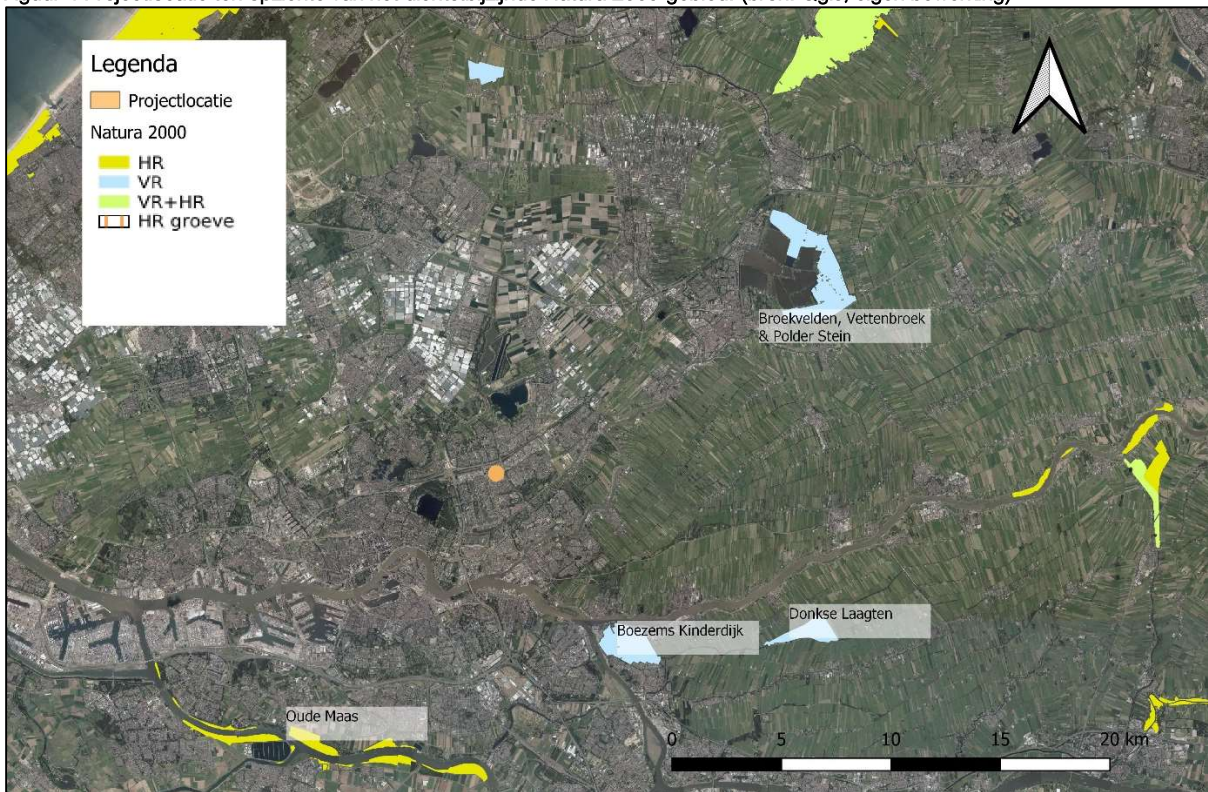 Legenda
Projectlocatie
Natura 2000
HR
VR
VR+HR
HR groeve
Broekvelden, Vettenbroek
& Polder Stein
Donkse Laagten
Boezems Kinderdijk
Oude Maas
0 5 10 15 20 km